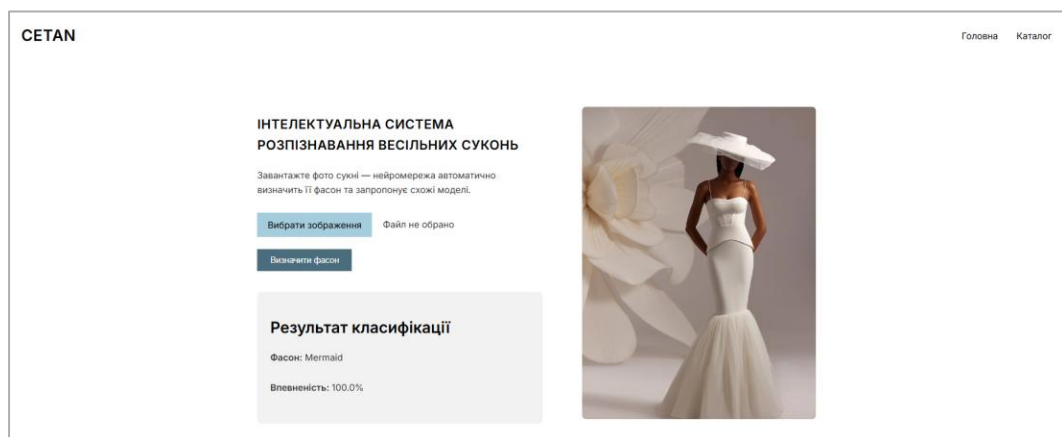 CETAN
Головна Каталог
ІНТЕЛЕКТУАЛЬНА СИСТЕМА
РОЗПІЗНАВАННЯ ВЕСІЛЬНИХ СУКОНЬ
Завантажте фото сукні — нейромережа автоматично
визначить її фасон та запропонує схожі моделі.
Вибрати зображення Файл не обрано
Визначити фасон
Результат класифікації
Фасон: Mermaid
Впевненість: 100.0%